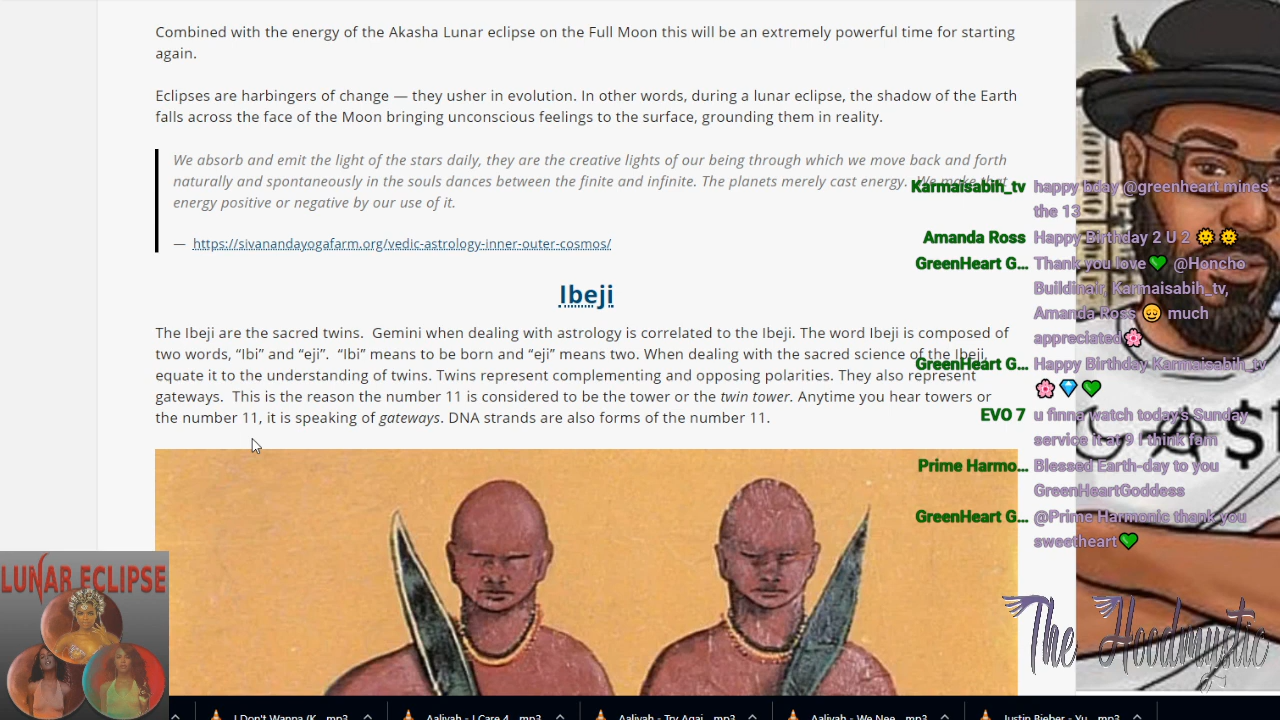 Combined with the energy of the Akasha Lunar eclipse on the Full Moon this will be an extremely powerful time for starting
again.
Eclipses are harbingers of change — they usher in evolution. In other words, during a lunar eclipse, the shadow of the Earth
falls across the face of the Moon bringing unconscious feelings to the surface, grounding them in reality.
We absorb and emit the light of the stars daily, they are the creative lights of our being through which we move back and forth
naturally and spontaneously in the souls dances between the finite and infinite. The planets merely cast energy. We make that
energy positive or negative by our use of it.
— https://sivanandayogafarm.org/vedic-astrology-inner-outer-cosmos/
Ibeji
The Ibeji are the sacred twins. Gemini when dealing with astrology is correlated to the Ibeji. The word Ibeji is composed of
two words, “Ibi” and “eji”. “Ibi” means to be born and “eji” means two. When dealing with the sacred science of the Ibeji,
equate it to the understanding of twins. Twins represent complementing and opposing polarities. They also represent
gateways. This is the reason the number 11 is considered to be the tower or the twin tower. Anytime you hear towers or
the number 11, it is speaking of gateways. DNA strands are also forms of the number 11.
Karmaisabih_tv happy bday @greenheart mines
the 13
Amanda Ross Happy Birthday 2 U 2 🌞🌞
GreenHeart G... Thank you love💚 @Honcho
Buildinair, Karmaisabih_tv,
Amanda Ross 😌 much
appreciated🌸
GreenHeart G... Happy Birthday Karmaisabih_tv
🌸💎💚
EVO 7 u finna watch today's Sunday
service it at 9 I think fam
Prime Harmo... Blessed Earth-day to you
GreenHeartGoddess
GreenHeart G... @Prime Harmonic thank you
sweetheart💚
LUNAR ECLIPSE
The Hoodmystic
I Don't Wanna (K....mp3
Aaliyah - I Care 4....mp3
Aaliyah - Try Agai....mp3
Aaliyah - We Nee....mp3
Justin Bieber - Yu....mp3